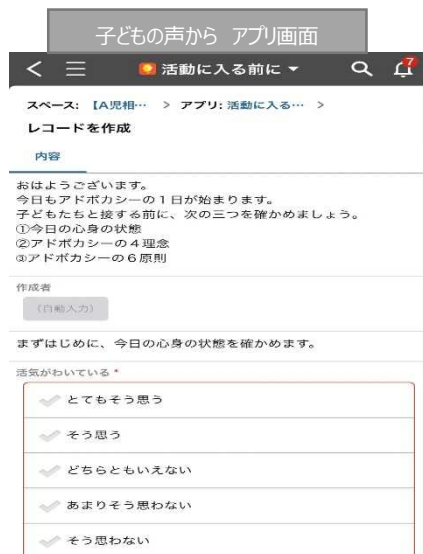 子どもの声から アプリ画面
< 活動に入る前に ▼ 7
スペース: 【A児相… > アプリ: 活動に入る… >
レコードを作成
内容
おはようございます。
今日もアドボカシーの1日が始まります。
子どもたちと接する前に、次の三つを確かめましょう。
①今日の心身の状態
②アドボカシーの4理念
③アドボカシーの6原則
作成者
(自動入力)
まずはじめに、今日の心身の状態を確かめます。
活気がわいている *
とてもそう思う
そう思う
どちらともいえない
あまりそう思わない
そう思わない